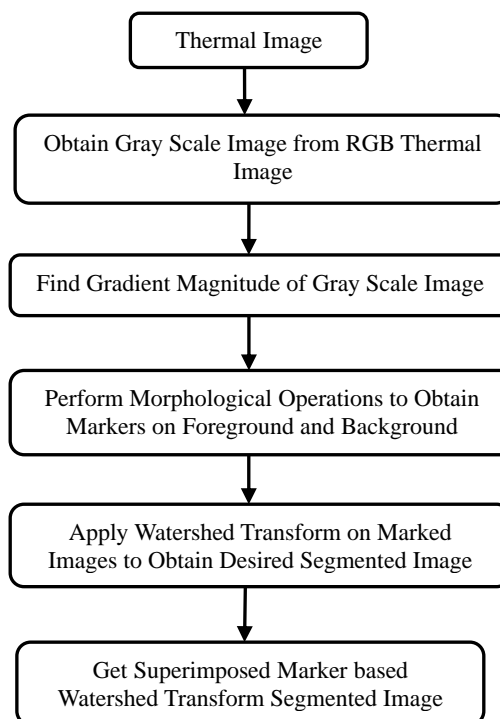 Thermal Image
Obtain Gray Scale Image from RGB Thermal
Image
Find Gradient Magnitude of Gray Scale Image
Perform Morphological Operations to Obtain
Markers on Foreground and Background
Apply Watershed Transform on Marked
Images to Obtain Desired Segmented Image
Get Superimposed Marker based
Watershed Transform Segmented Image